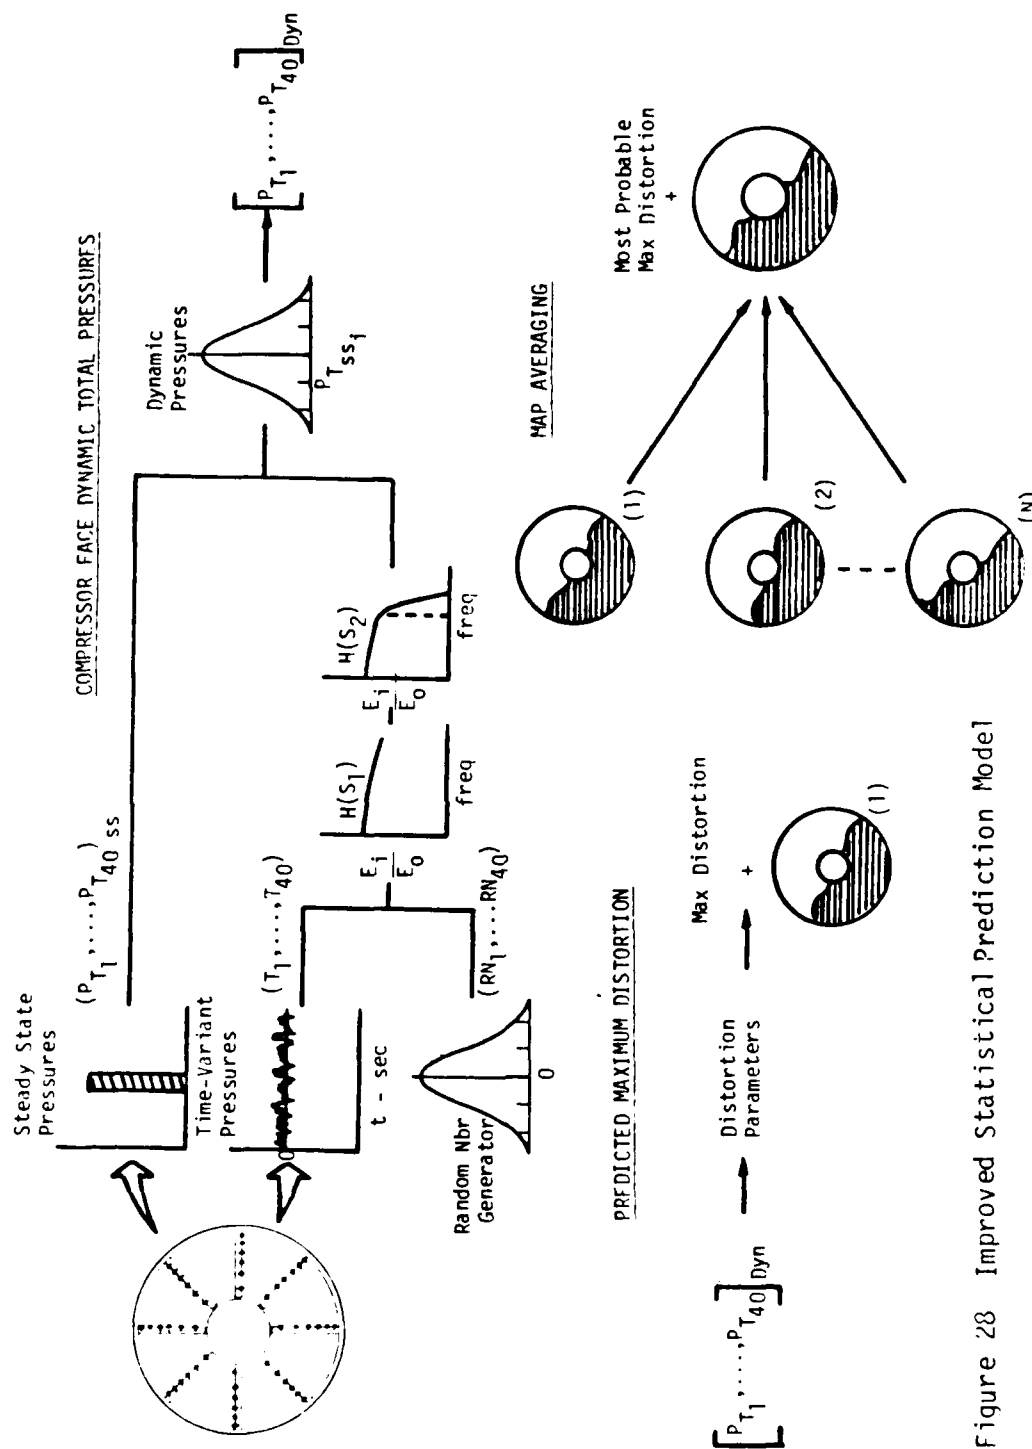 COMPRESSOR FACE DYNAMIC TOTAL PRESSURES
Steady State
Pressures
(P_T1,....,P_T40)ss
Time-Variant
Pressures
0
t - sec
(T1,....,T40)
Random Nbr
Generator
0
(RN1,....RN40)
Ei
Eo
H(S1)
freq
Ei
Eo
H(S2)
freq
Dynamic
Pressures
P_Tssi
[P_T1,....,P_T40]Dyn
PREDICTED MAXIMUM DISTORTION
[P_T1,....,P_T40]Dyn
Distortion
Parameters
Max Distortion
+
(1)
MAP AVERAGING
(1)
(2)
(N)
Most Probable
Max Distortion
+
Figure 28 Improved Statistical Prediction Model